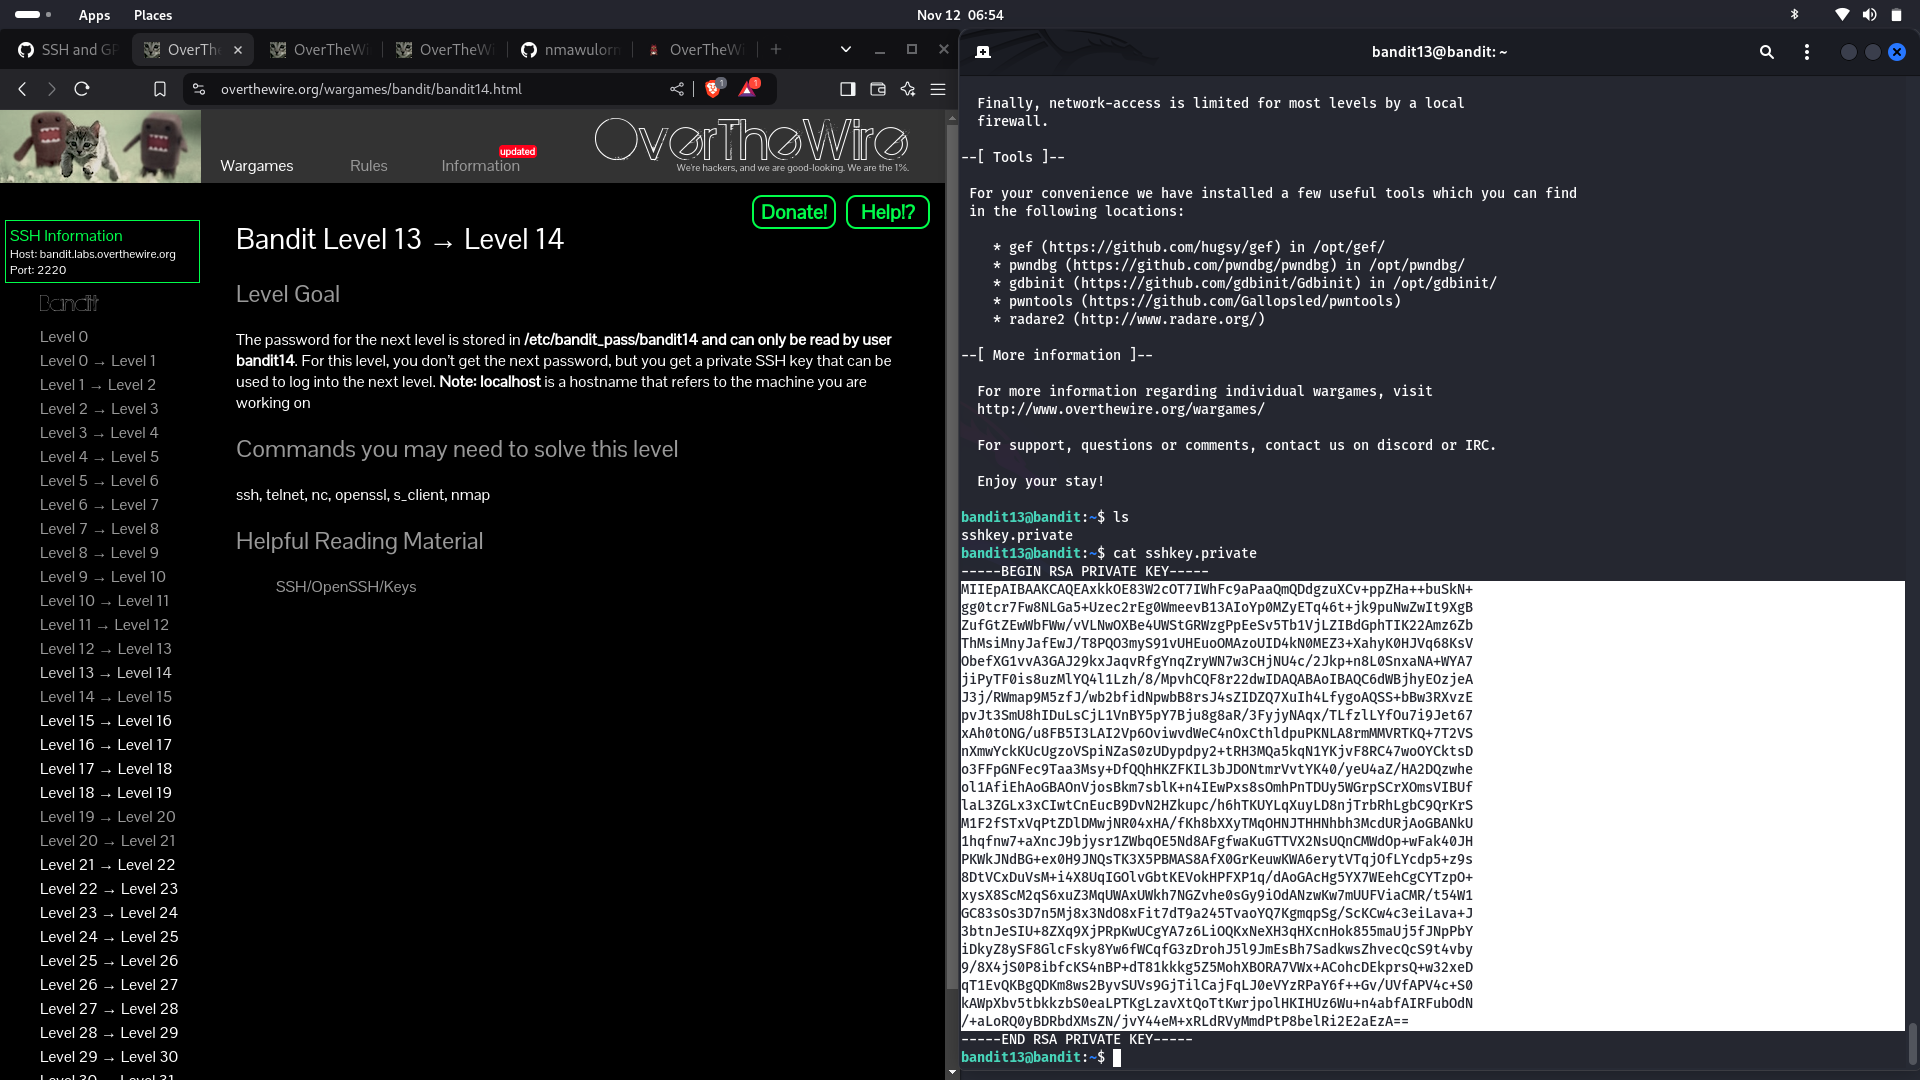 Apps Places Nov 12 06:54
SSH and GP OverThe OverTheWi OverTheWi nmawulorm OverTheWi
overthewire.org/wargames/bandit/bandit14.html
Wargames Rules Information updated
OverTheWire
We're hackers, and we are good-looking. We are the 1%.
Donate! Help!?
SSH Information
Host: bandit.labs.overthewire.org
Port: 2220
Bandit
Level 0
Level 0 → Level 1
Level 1 → Level 2
Level 2 → Level 3
Level 3 → Level 4
Level 4 → Level 5
Level 5 → Level 6
Level 6 → Level 7
Level 7 → Level 8
Level 8 → Level 9
Level 9 → Level 10
Level 10 → Level 11
Level 11 → Level 12
Level 12 → Level 13
Level 13 → Level 14
Level 14 → Level 15
Level 15 → Level 16
Level 16 → Level 17
Level 17 → Level 18
Level 18 → Level 19
Level 19 → Level 20
Level 20 → Level 21
Level 21 → Level 22
Level 22 → Level 23
Level 23 → Level 24
Level 24 → Level 25
Level 25 → Level 26
Level 26 → Level 27
Level 27 → Level 28
Level 28 → Level 29
Level 29 → Level 30
Level 30 → Level 31
Bandit Level 13 → Level 14
Level Goal
The password for the next level is stored in /etc/bandit_pass/bandit14 and can only be read by user
bandit14. For this level, you don't get the next password, but you get a private SSH key that can be
used to log into the next level. Note: localhost is a hostname that refers to the machine you are
working on
Commands you may need to solve this level
ssh, telnet, nc, openssl, s_client, nmap
Helpful Reading Material
SSH/OpenSSH/Keys
bandit13@bandit: ~
Finally, network-access is limited for most levels by a local
firewall.
--[ Tools ]--
For your convenience we have installed a few useful tools which you can find
in the following locations:
* gef (https://github.com/hugsy/gef) in /opt/gef/
* pwndbg (https://github.com/pwndbg/pwndbg) in /opt/pwndbg/
* gdbinit (https://github.com/gdbinit/Gdbinit) in /opt/gdbinit/
* pwntools (https://github.com/Gallopsled/pwntools)
* radare2 (http://www.radare.org/)
--[ More information ]--
For more information regarding individual wargames, visit
http://www.overthewire.org/wargames/
For support, questions or comments, contact us on discord or IRC.
Enjoy your stay!
bandit13@bandit:~$ ls
sshkey.private
bandit13@bandit:~$ cat sshkey.private
-----BEGIN RSA PRIVATE KEY-----
MIIEpAIBAAKCAQEAxkkOE83W2cOT7IWhFc9aPaaQmQDdgzuXCv+ppZHa++buSkN+
gg0tcr7Fw8NLGa5+Uzec2rEg0WmeevB13AIoYp0MZyETq46t+jk9puNwZwIt9XgB
ZufGtZEwWbFWw/vVLNwOXBe4UWStGRWzgPpEeSv5Tb1VjLZIBdGphTIK22Amz6Zb
ThMsiMnyJafEwJ/T8PQO3myS91vUHEuoOMAzoUID4kN0MEZ3+XahyK0HJVq68KsV
ObefXG1vvA3GAJ29kxJaqvRfgYnqZryWN7w3CHjNU4c/2Jkp+n8L0SnxaNA+WYA7
jiPyTF0is8uzMlYQ4l1Lzh/8/MpvhCQF8r22dwIDAQABAoIBAQC6dWBjhyEOzjeA
J3j/RWmap9M5zfJ/wb2bfidNpwbB8rsJ4sZIDZQ7XuIh4LfygoAQSS+bBw3RXvzE
pvJt3SmU8hIDuLsCjL1VnBY5pY7Bju8g8aR/3FyjyNAqx/TLfzlLYfOu7i9Jet67
xAh0tONG/u8FB5I3LAI2Vp6OviwvdWeC4nOxCthldpuPKNLA8rmMMVRTKQ+7T2VS
nXmwYckKUcUgzoVSpiNZaS0zUDypdpy2+tRH3MQa5kqN1YKjvF8RC47woOYCktsD
o3FFpGNFec9Taa3Msy+DfQQhHKZFKIL3bJDONtmrVvtYK40/yeU4aZ/HA2DQzwhe
ol1AfiEhAoGBAOnVjosBkm7sblK+n4IEwPxs8sOmhPnTDUy5WGrpSCrXOmsVIBUf
laL3ZGLx3xCIwtCnEucB9DvN2HZkupc/h6hTKUYLqXuyLD8njTrbRhLgbC9QrKrS
M1F2fSTxVqPtZDlDMwjNR04xHA/fKh8bXXyTMqOHNJTHHNhbh3McdURjAoGBANkU
1hqfnw7+aXncJ9bjysr1ZWbqOE5Nd8AFgfwaKuGTTVX2NsUQnCMWdOp+wFak40JH
PKWkJNdBG+ex0H9JNQsTK3X5PBMAS8AfX0GrKeuwKWA6erytVTqjOfLYcdp5+z9s
8DtVCxDuVsM+i4X8UqIGOlvGbtKEVokHPFXP1q/dAoGAcHg5YX7WEehCgCYTzpO+
xysX8ScM2qS6xuZ3MqUWAxUWkh7NGZvhe0sGy9iOdANzwKw7mUUFViaCMR/t54W1
GC83sOs3D7n5Mj8x3NdO8xFit7dT9a245TvaoYQ7KgmqpSg/ScKCw4c3eiLava+J
3btnJeSIU+8ZXq9XjPRpKwUCgYA7z6LiOQKxNeXH3qHXcnHok855maUj5fJNpPbY
iDkyZ8ySF8GlcFsky8Yw6fWCqfG3zDrohJ5l9JmEsBh7SadkwsZhvecQcS9t4vby
9/8X4jS0P8ibfcKS4nBP+dT81kkkg5Z5MohXBORA7VWx+ACohcDEkprsQ+w32xeD
qT1EvQKBgQDKm8ws2ByvSUVs9GjTilCajFqLJ0eVYzRPaY6f++Gv/UVfAPV4c+S0
kAWpXbv5tbkkzbS0eaLPTKgLzavXtQoTtKwrjpolHKIHUz6Wu+n4abfAIRFubOdN
/+aLoRQ0yBDRbdXMsZN/jvY44eM+xRLdRVyMmdPtP8belRi2E2aEzA==
-----END RSA PRIVATE KEY-----
bandit13@bandit:~$